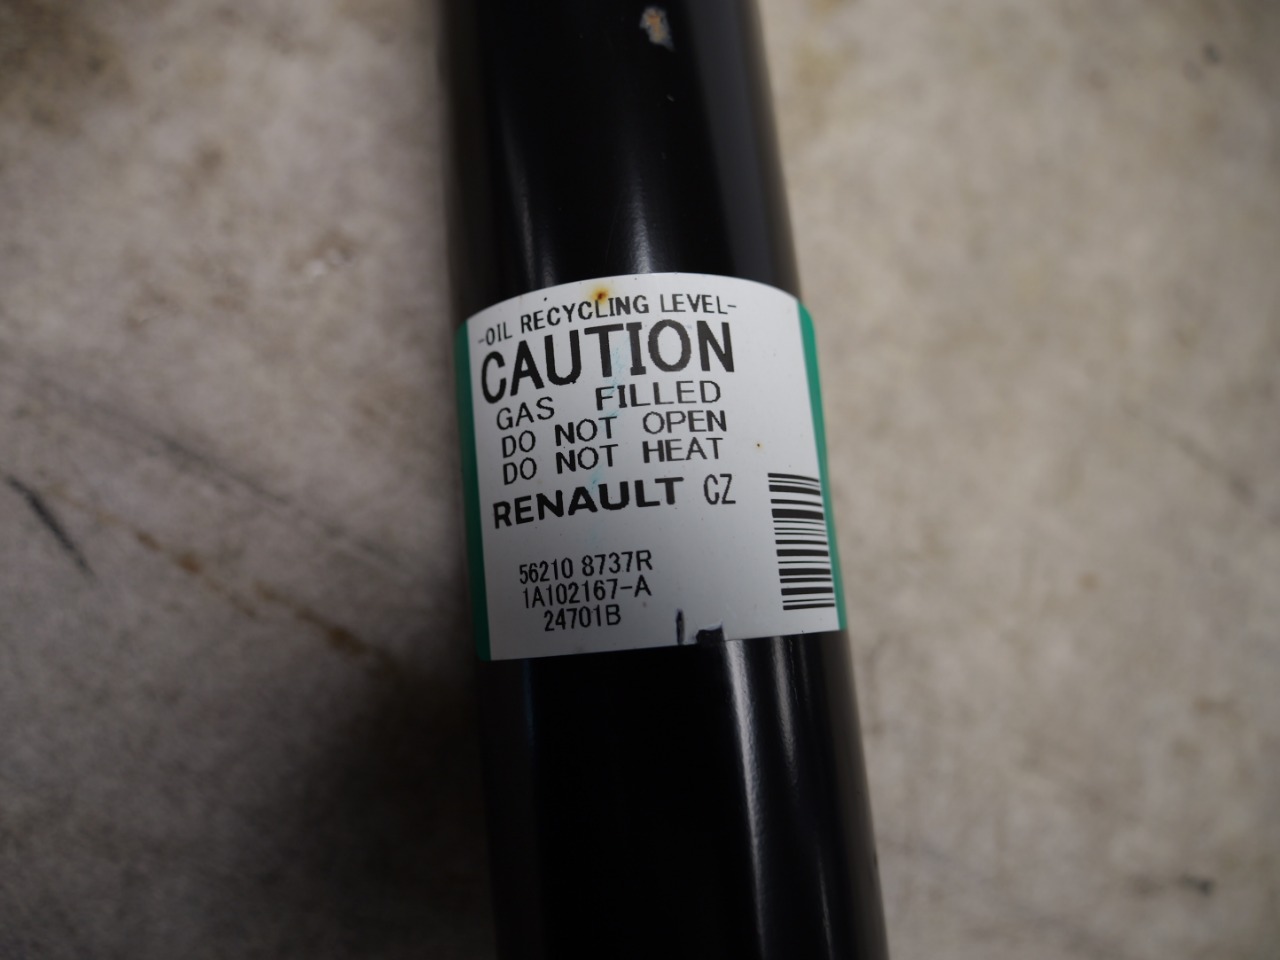 -OIL RECYCLING LEVEL-
CAUTION
GAS FILLED
DO NOT OPEN
DO NOT HEAT
RENAULT CZ
56210 8737R
1A102167-A
24701B